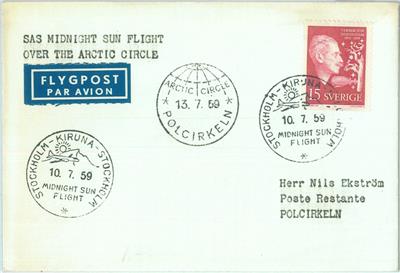 SAS MIDNIGHT SUN FLIGHT
OVER THE ARCTIC CIRCLE
FLYGPOST
PAR AVION
ARCTIC CIRCLE
13. 7. 59
POLCIRKELN
15 SVERIGE
STOCKHOLM-KIRUNA-STOCKHOLM
10. 7. 59
MIDNIGHT SUN
FLIGHT
STOCKHOLM-KIRUNA-STOCKHOLM
10. 7. 59
MIDNIGHT SUN
FLIGHT
Herr Nils Ekström
Poste Restante
POLCIRKELN